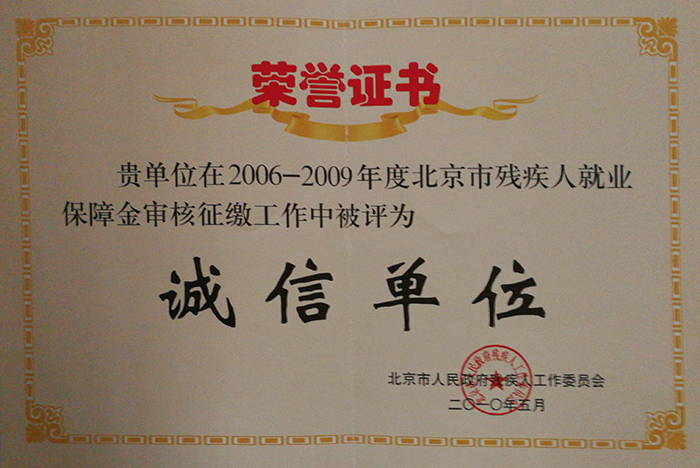 荣誉证书
贵单位在2006-2009年度北京市残疾人就业
保障金审核征缴工作中被评为
诚信单位
北京市人民政府残疾人工作委员会
二〇一〇年五月